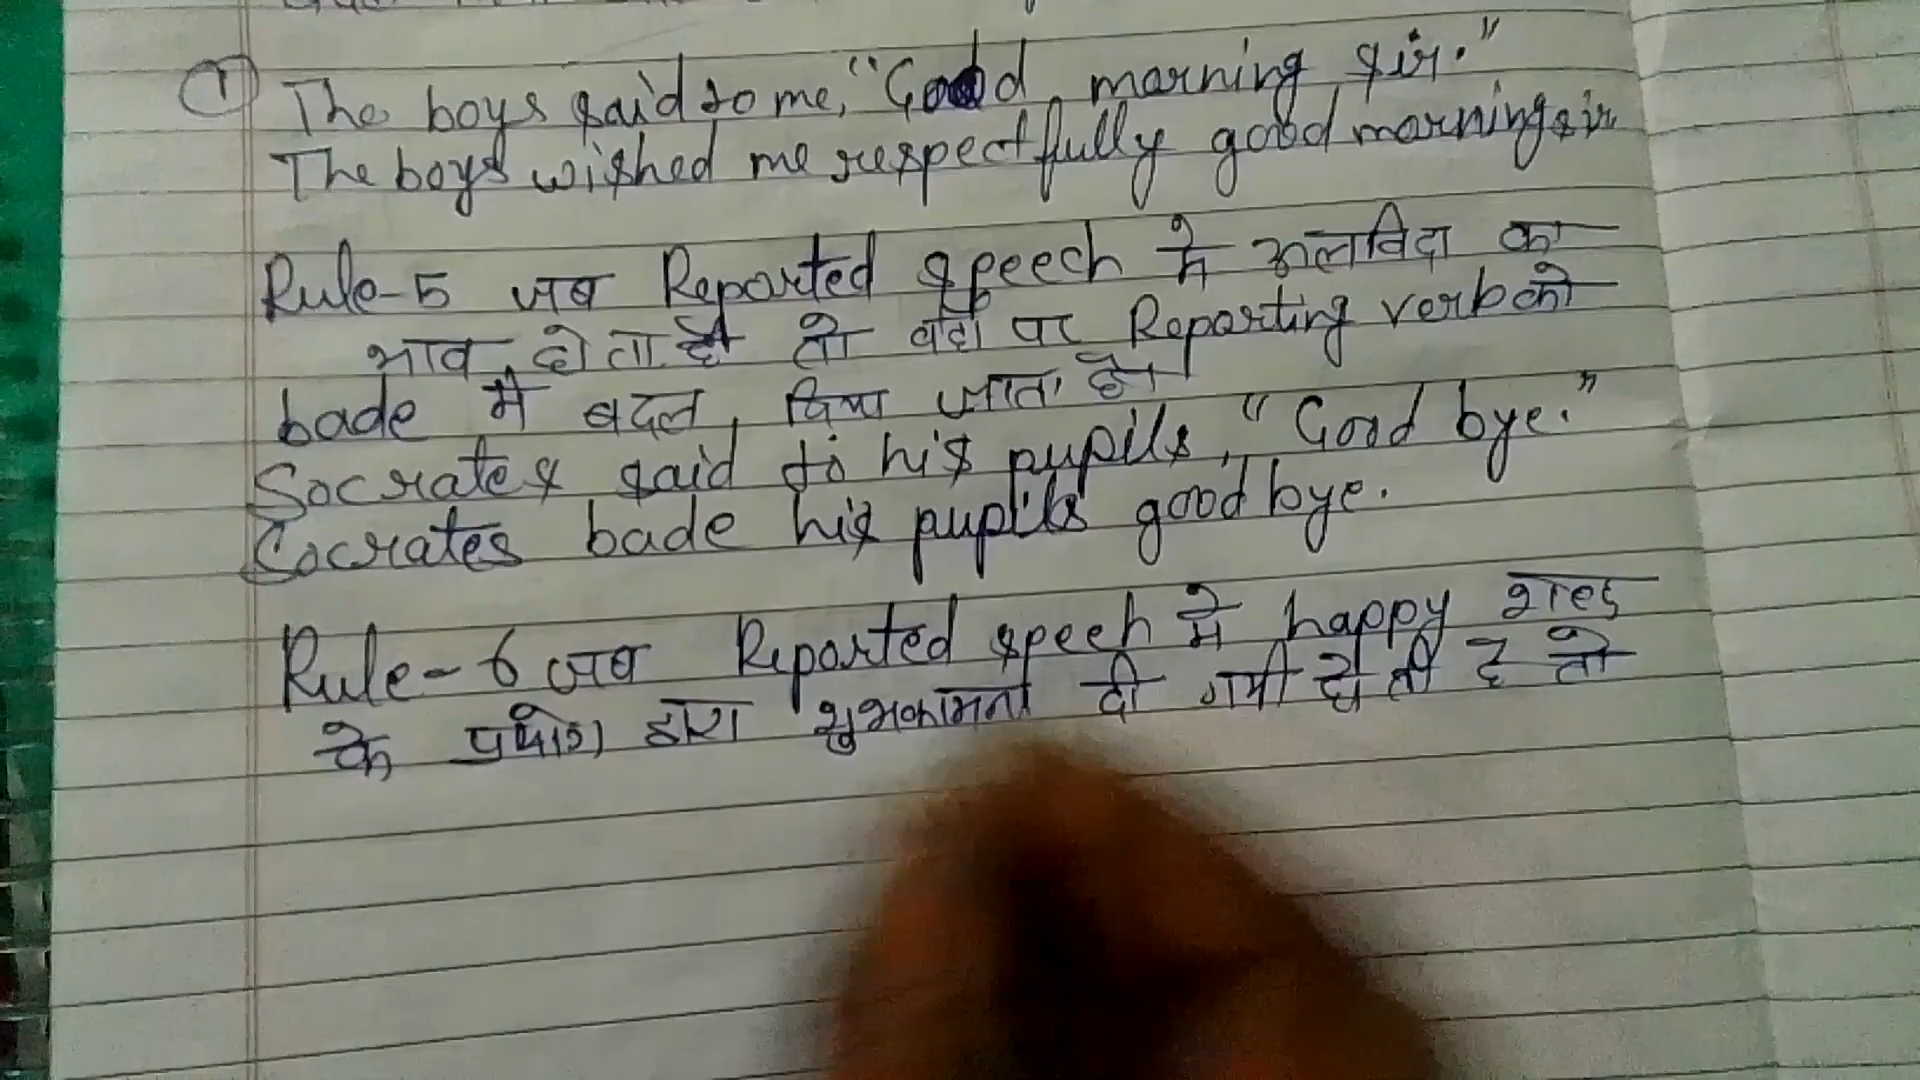 ① The boys said to me, "Good morning sir."
The boys wished me respectfully good morning sir
Rule-5 जब Reported speech मे अलविदा का
भाव होता है तो वहाँ पर Reporting verb को
bade में बदल दिया जाता है।
Socrates said to his pupils, "Good bye."
Socrates bade his pupils good bye.
Rule-6 जब Reported speeh मे happy शब्द
के प्रयोग द्वारा शुभकामना दी गयी होती है तो